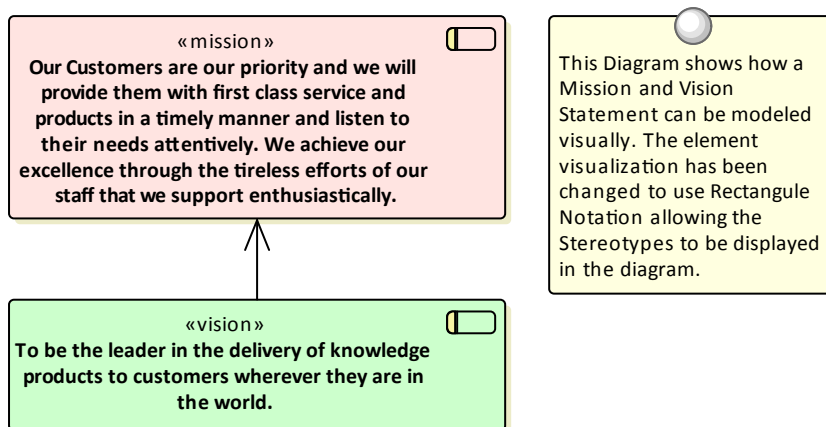 «mission»
Our Customers are our priority and we will
provide them with first class service and
products in a timely manner and listen to
their needs attentively. We achieve our
excellence through the tireless efforts of our
staff that we support enthusiastically.
This Diagram shows how a
Mission and Vision
Statement can be modeled
visually. The element
visualization has been
changed to use Rectangule
Notation allowing the
Stereotypes to be displayed
in the diagram.
«vision»
To be the leader in the delivery of knowledge
products to customers wherever they are in
the world.